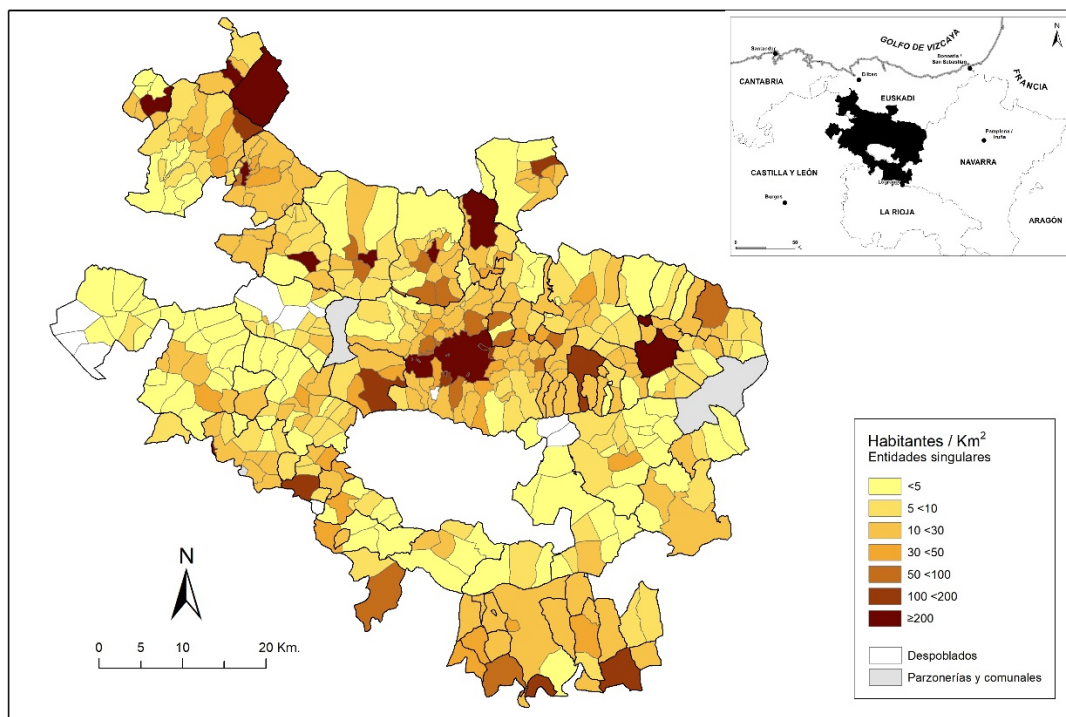 GOLFO DE VIZCAYA
N
Santander
Donostia /
San Sebastián
Bilbao
CANTABRIA
FRANCIA
EUSKADI
Pamplona /
Iruña
NAVARRA
CASTILLA Y LEÓN
Logroño
Burgos
LA RIOJA
ARAGÓN
0
50
Habitantes / Km²
Entidades singulares
<5
5 <10
10 <30
30 <50
50 <100
100 <200
≥200
Despoblados
Parzonerías y comunales
N
0 5 10 20 Km.